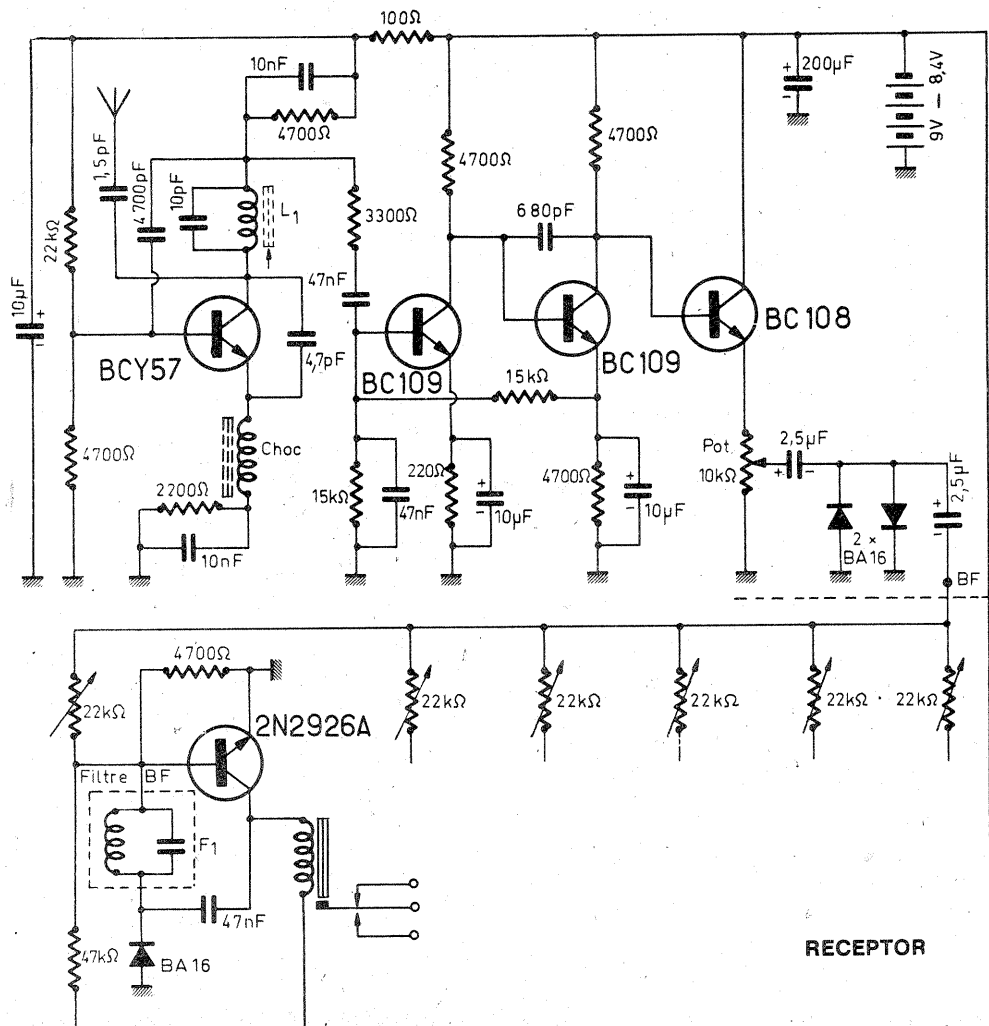 100Ω
10nF
4700Ω
200µF
+
-
9V — 8,4V
1,5pF
4700pF
10pF
L1
3300Ω
4700Ω
4700Ω
680pF
22kΩ
47nF
10µF
+
-
BCY57
4,7pF
BC109
BC109
BC108
15kΩ
4700Ω
Choc
2200Ω
10nF
15kΩ
47nF
220Ω
+
-
10µF
4700Ω
+
-
10µF
Pot.
10kΩ
2,5µF
+
-
2 ×
BA16
2,5µF
+
-
BF
4700Ω
22kΩ
2N2926A
22kΩ
22kΩ
22kΩ
22kΩ
22kΩ
Filtre BF
F1
47nF
47kΩ
BA16
RECEPTOR